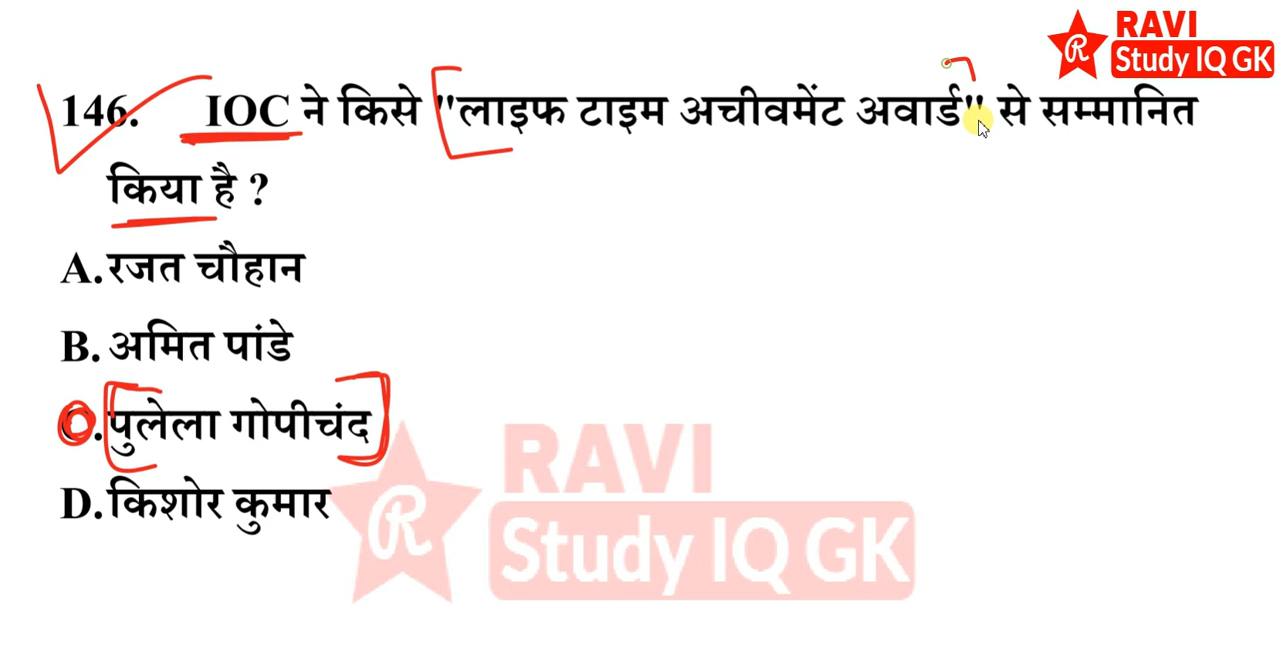 RAVI
Study IQ GK
146. IOC ने किसे "लाइफ टाइम अचीवमेंट अवार्ड" से सम्मानित
किया है ?
A.रजत चौहान
B. अमित पांडे
C.पुलेला गोपीचंद
D.किशोर कुमार
RAVI
Study IQ GK